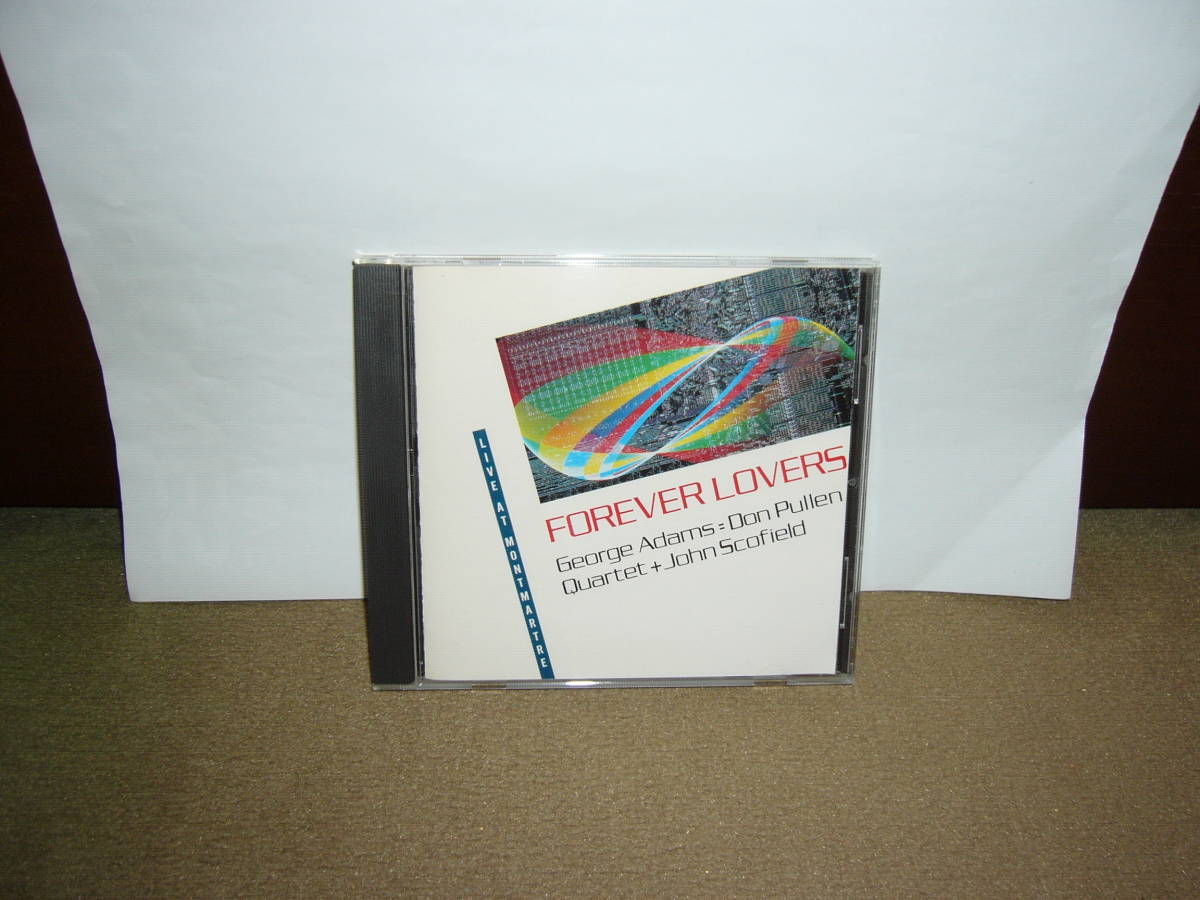 FOREVER LOVERS
George Adams=Don Pullen
Quartet+John Scofield
LIVE AT MONTMARTRE